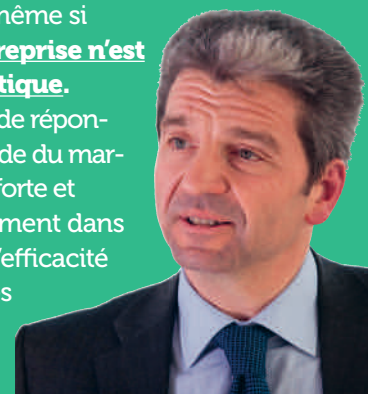 même si
reprise n’est
tique.
de répon-
de du mar-
forte et
ment dans
’efficacité
s